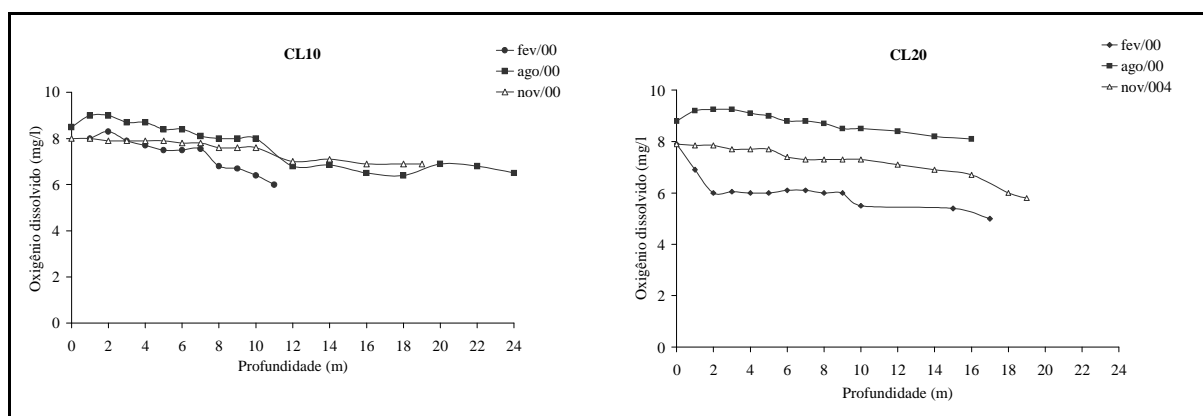 CL10
fev/00
ago/00
nov/00
Oxigênio dissolvido (mg/l)
10
8
6
4
2
0
0 2 4 6 8 10 12 14 16 18 20 22 24
Profundidade (m)
CL20
fev/00
ago/00
nov/004
Oxigênio dissolvido (mg/l)
10
8
6
4
2
0
0 2 4 6 8 10 12 14 16 18 20 22 24
Profundidade (m)